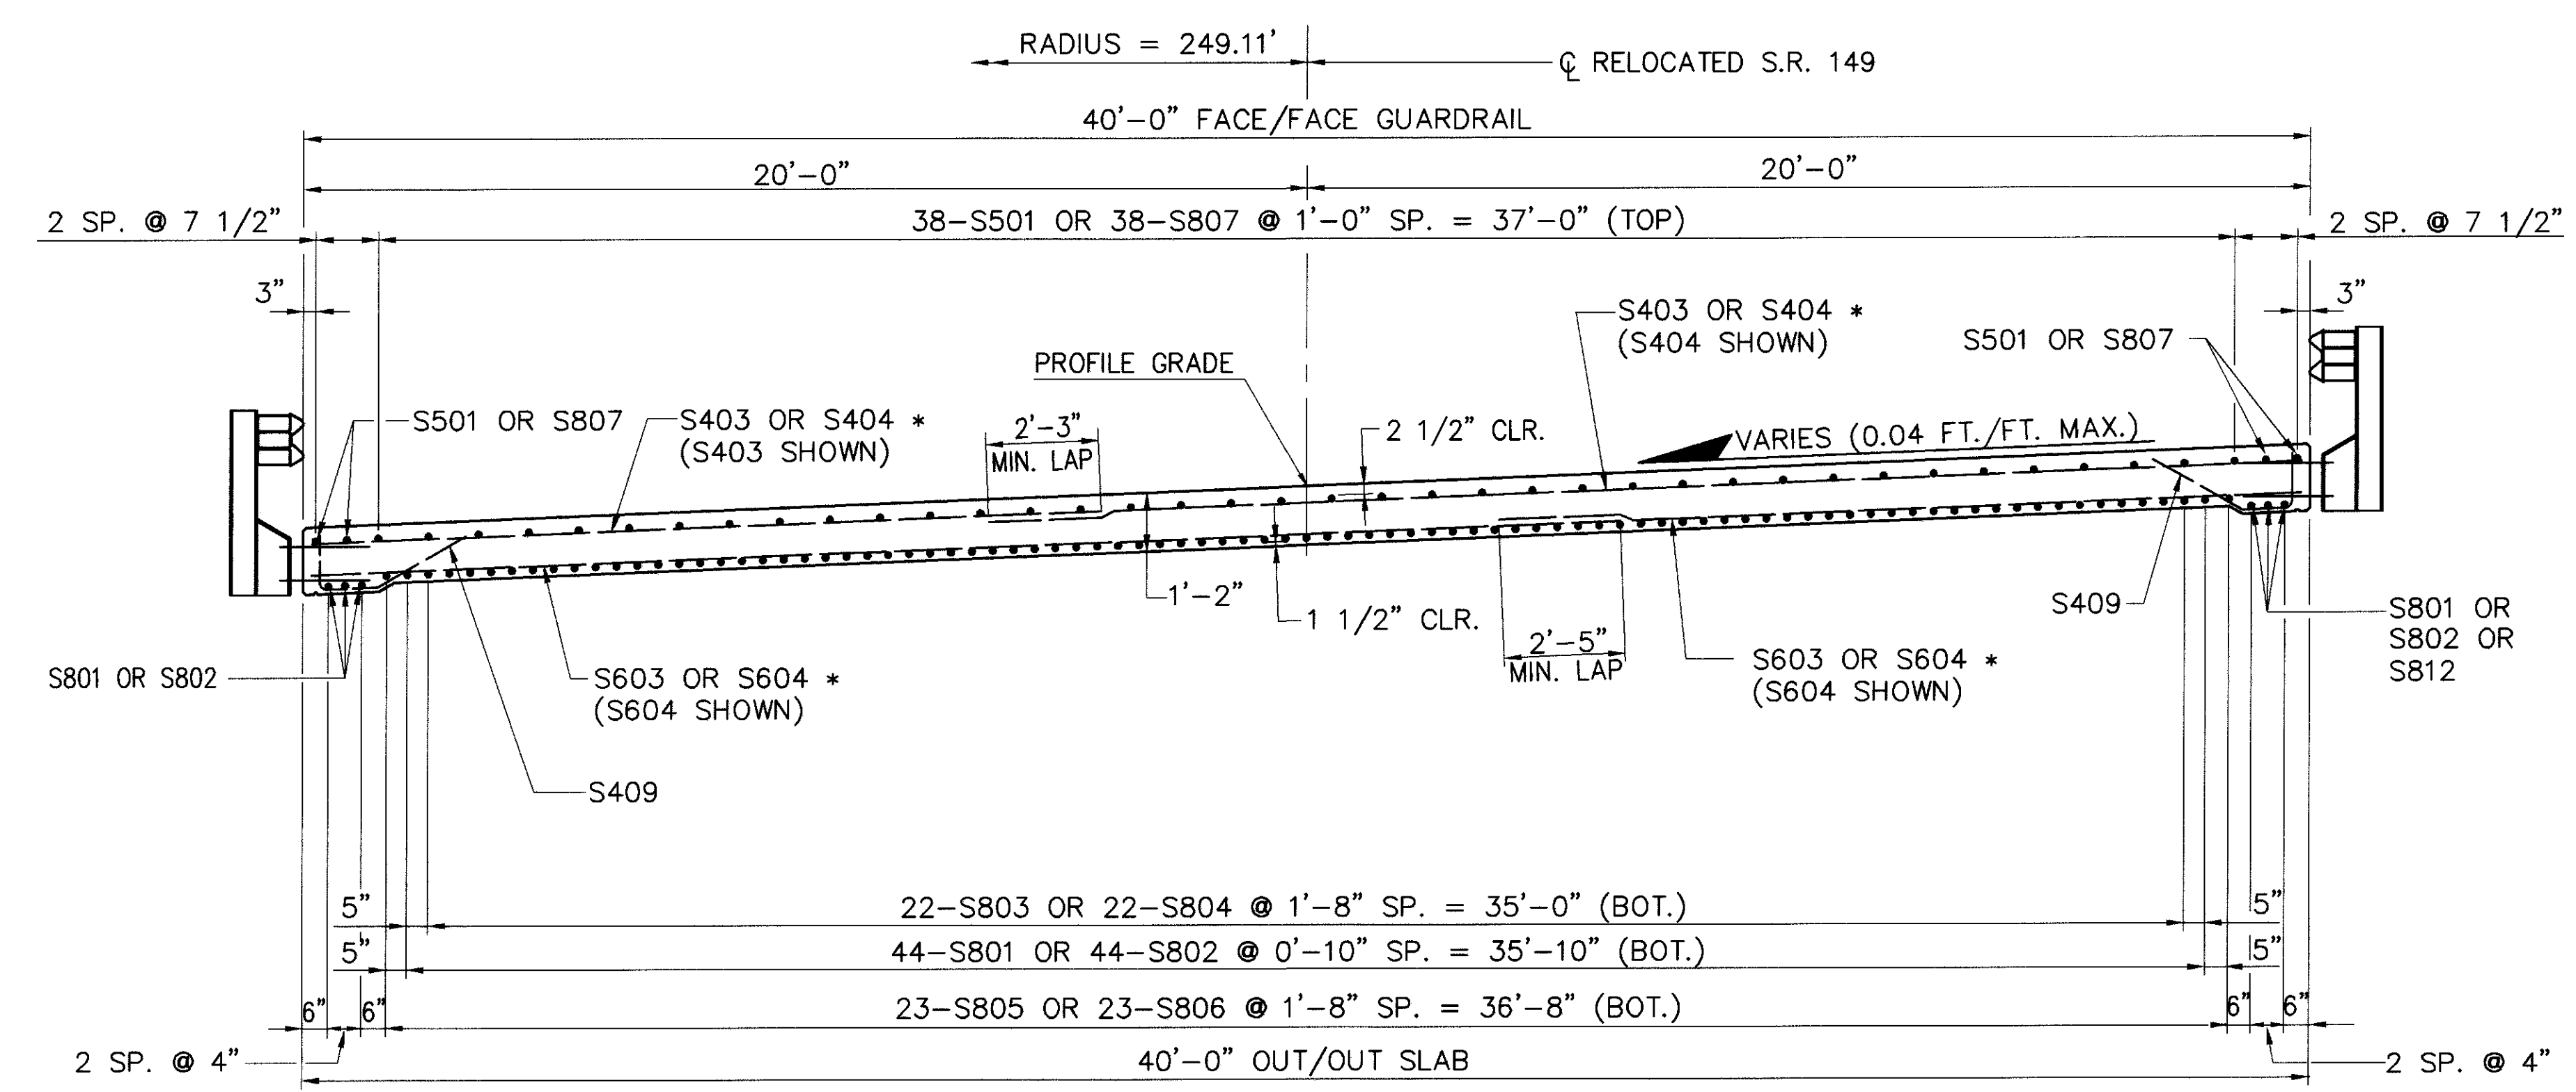 RADIUS = 249.11'
℄ RELOCATED S.R. 149
40'-0" FACE/FACE GUARDRAIL
20'-0"
20'-0"
2 SP. @ 7 1/2"
38-S501 OR 38-S807 @ 1'-0" SP. = 37'-0" (TOP)
2 SP. @ 7 1/2"
3"
3"
S403 OR S404 *
(S404 SHOWN)
S501 OR S807
PROFILE GRADE
S501 OR S807
S403 OR S404 *
(S403 SHOWN)
2'-3"
MIN. LAP
2 1/2" CLR.
VARIES (0.04 FT./FT. MAX.)
1'-2"
1 1/2" CLR.
S409
S801 OR
S802 OR
S812
2'-5"
MIN. LAP
S801 OR S802
S603 OR S604 *
(S604 SHOWN)
S603 OR S604 *
(S604 SHOWN)
S409
5"
22-S803 OR 22-S804 @ 1'-8" SP. = 35'-0" (BOT.)
5"
5"
44-S801 OR 44-S802 @ 0'-10" SP. = 35'-10" (BOT.)
5"
6"
6"
23-S805 OR 23-S806 @ 1'-8" SP. = 36'-8" (BOT.)
6"
6"
2 SP. @ 4"
40'-0" OUT/OUT SLAB
2 SP. @ 4"